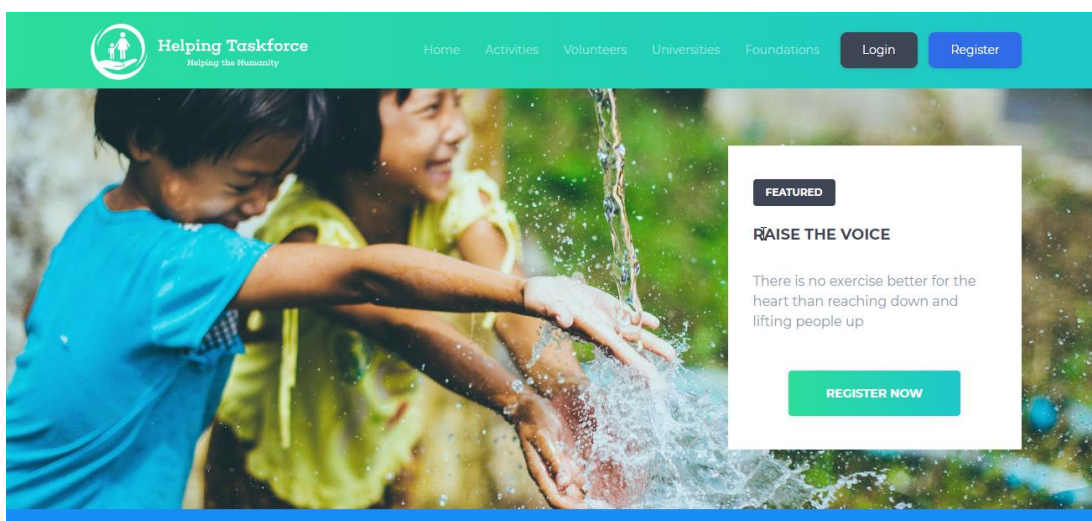 Helping Taskforce
Helping the Humanity
Home Activities Volunteers Universities Foundations Login Register
FEATURED
RAISE THE VOICE
There is no exercise better for the
heart than reaching down and
lifting people up
REGISTER NOW